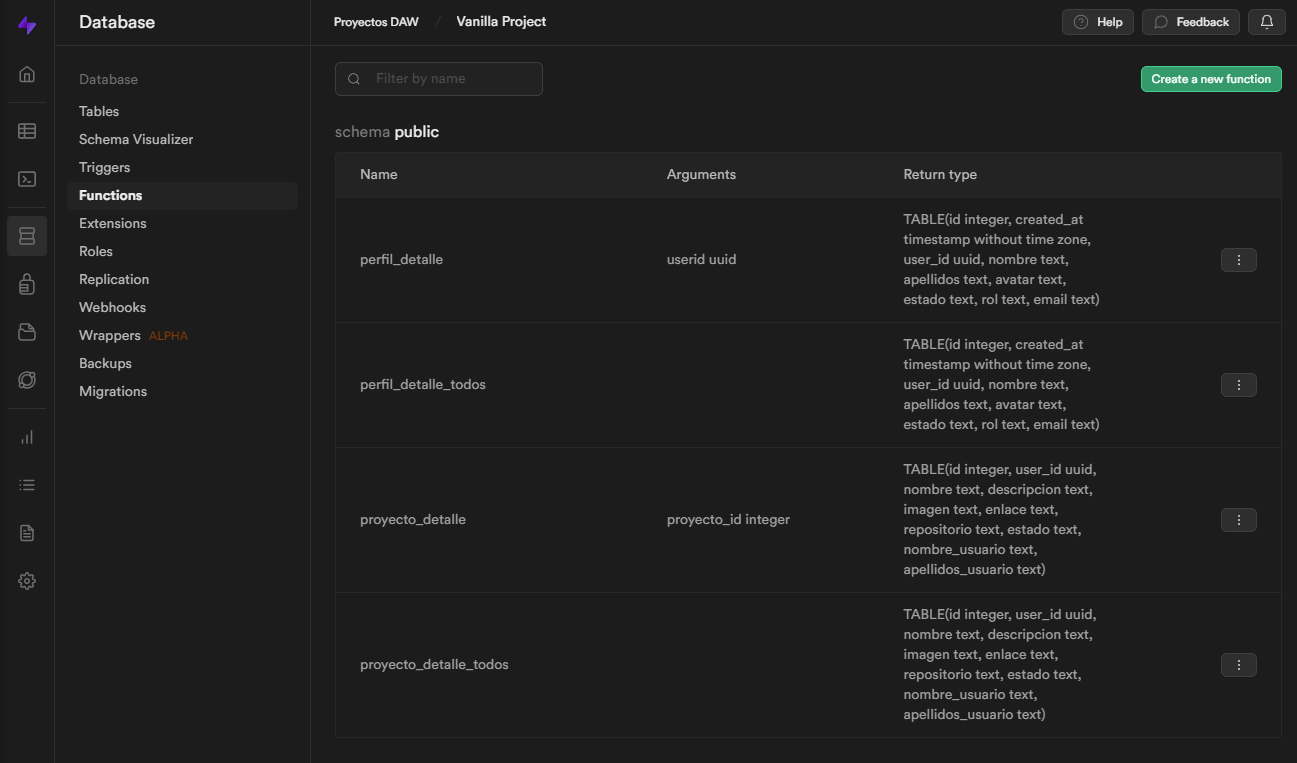 Database
Proyectos DAW / Vanilla Project
Help
Feedback
Database
Tables
Schema Visualizer
Triggers
Functions
Extensions
Roles
Replication
Webhooks
Wrappers ALPHA
Backups
Migrations
Filter by name
Create a new function
schema public
Name Arguments Return type
perfil_detalle
userid uuid
TABLE(id integer, created_at
timestamp without time zone,
user_id uuid, nombre text,
apellidos text, avatar text,
estado text, rol text, email text)
perfil_detalle_todos
TABLE(id integer, created_at
timestamp without time zone,
user_id uuid, nombre text,
apellidos text, avatar text,
estado text, rol text, email text)
proyecto_detalle
proyecto_id integer
TABLE(id integer, user_id uuid,
nombre text, descripcion text,
imagen text, enlace text,
repositorio text, estado text,
nombre_usuario text,
apellidos_usuario text)
proyecto_detalle_todos
TABLE(id integer, user_id uuid,
nombre text, descripcion text,
imagen text, enlace text,
repositorio text, estado text,
nombre_usuario text,
apellidos_usuario text)